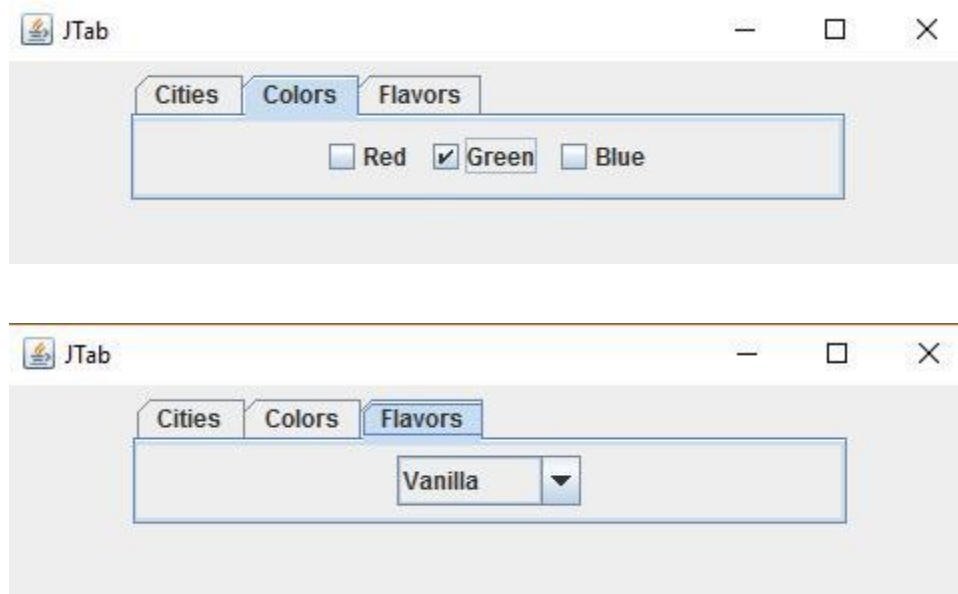 JTab
Cities Colors Flavors
Red Green Blue
JTab
Cities Colors Flavors
Vanilla